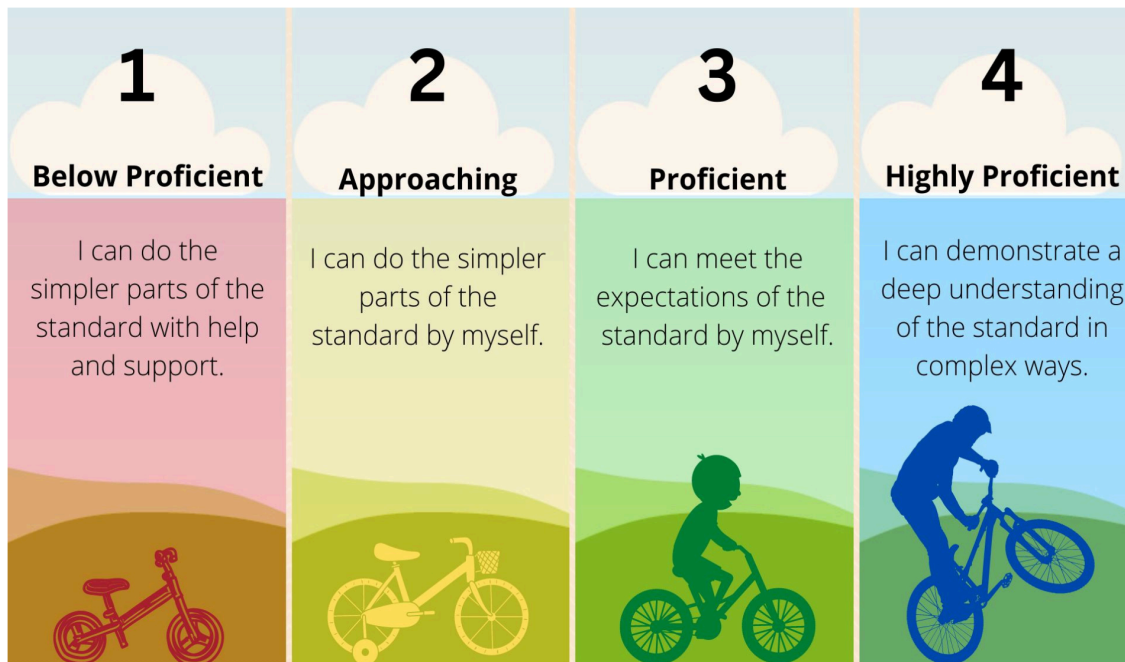 1
Below Proficient
I can do the
simpler parts of the
standard with help
and support.
2
Approaching
I can do the simpler
parts of the
standard by myself.
3
Proficient
I can meet the
expectations of the
standard by myself.
4
Highly Proficient
I can demonstrate a
deep understanding
of the standard in
complex ways.